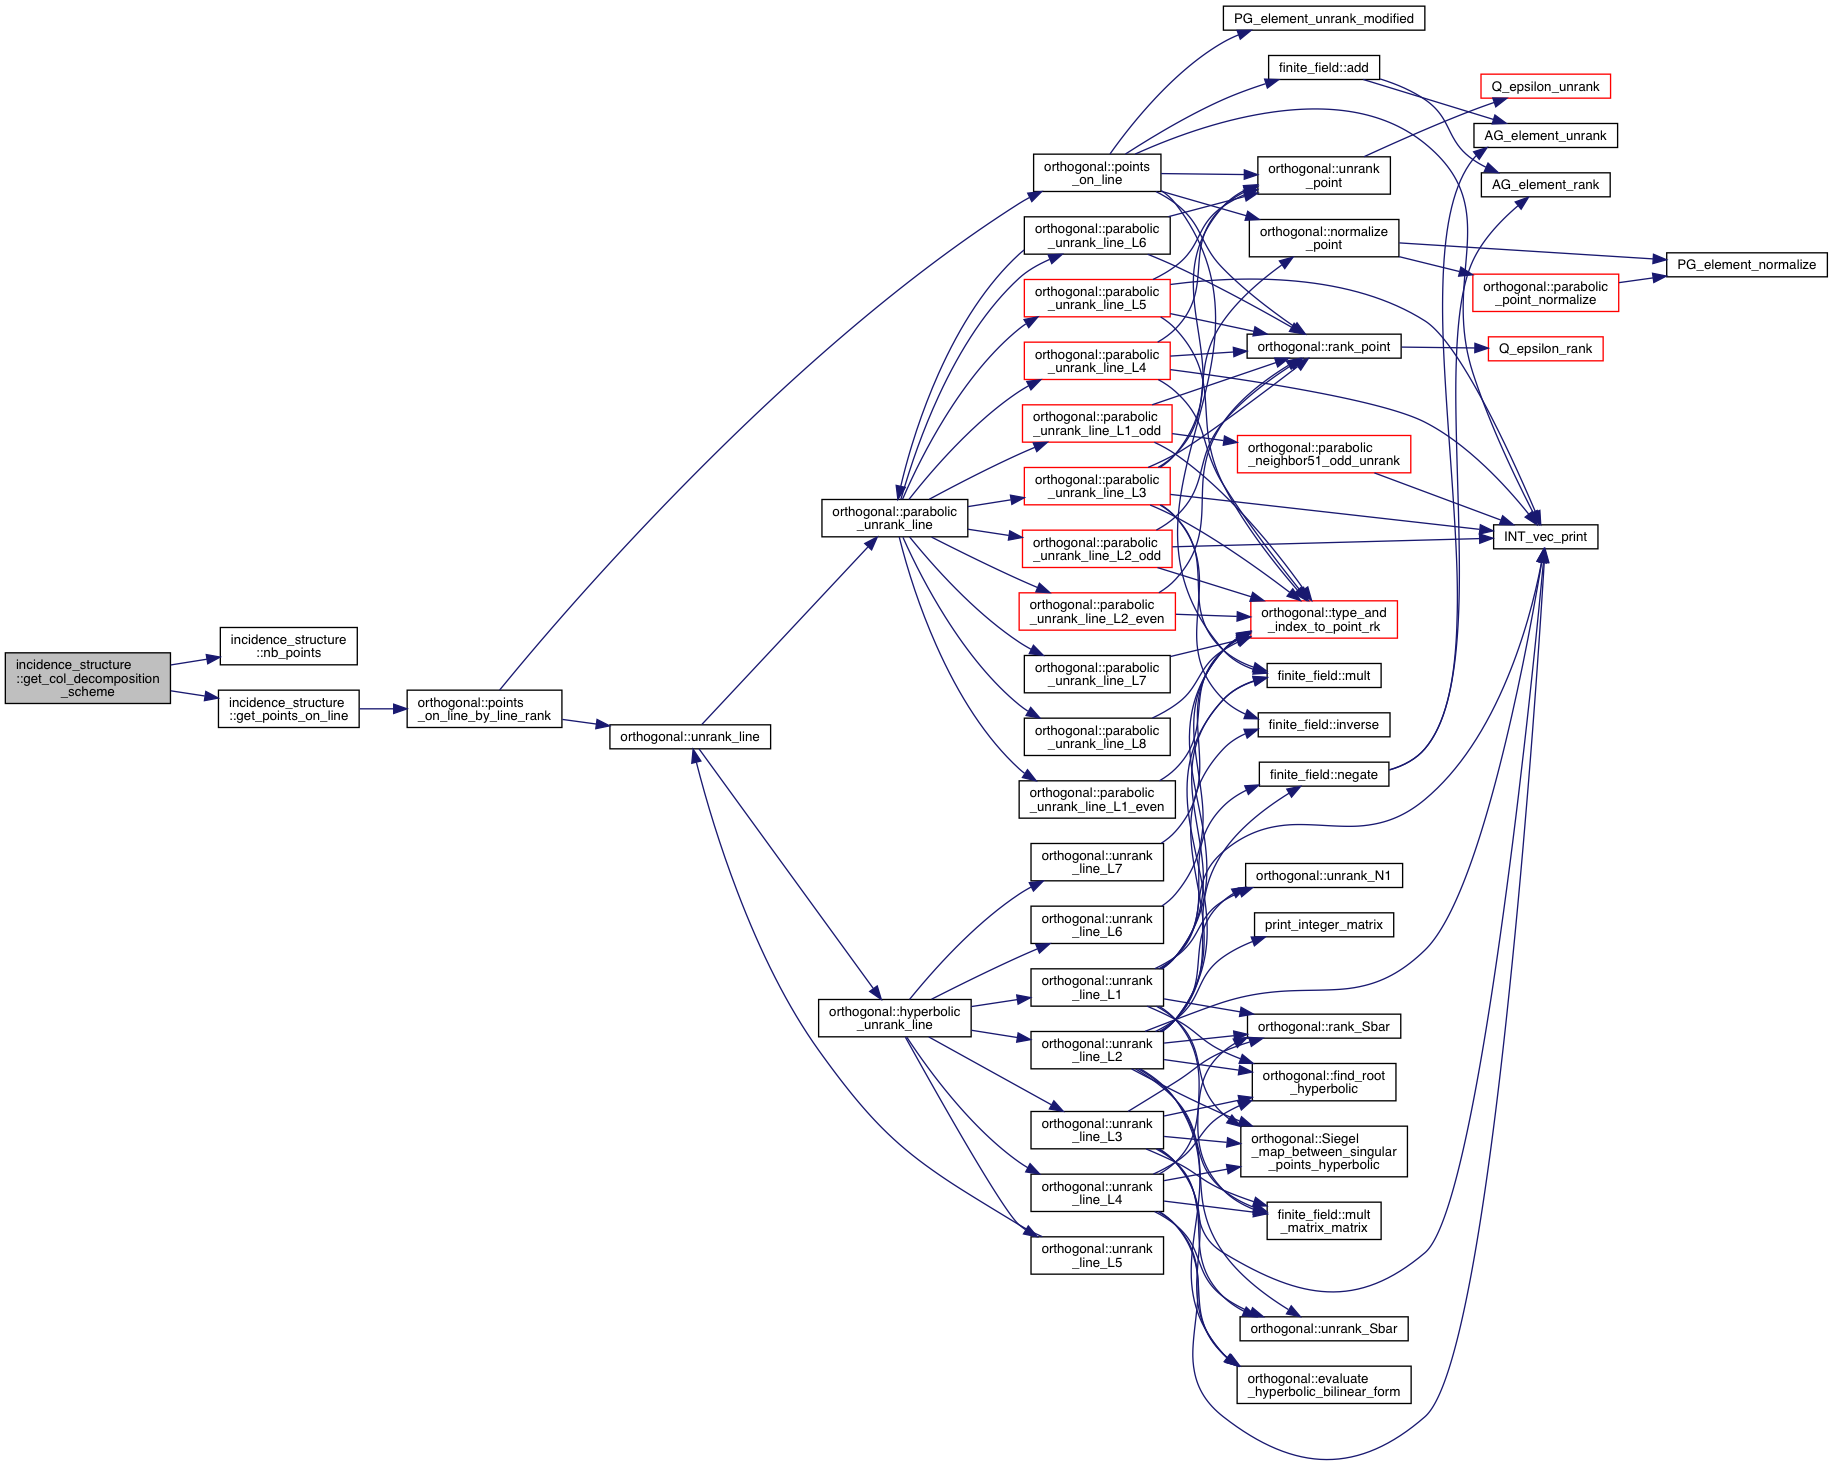 incidence_structure
::get_col_decomposition
_scheme
incidence_structure
::nb_points
incidence_structure
::get_points_on_line
orthogonal::points
_on_line_by_line_rank
orthogonal::unrank_line
orthogonal::parabolic
_unrank_line
orthogonal::hyperbolic
_unrank_line
orthogonal::points
_on_line
orthogonal::parabolic
_unrank_line_L6
orthogonal::parabolic
_unrank_line_L5
orthogonal::parabolic
_unrank_line_L4
orthogonal::parabolic
_unrank_line_L1_odd
orthogonal::parabolic
_unrank_line_L3
orthogonal::parabolic
_unrank_line_L2_odd
orthogonal::parabolic
_unrank_line_L2_even
orthogonal::parabolic
_unrank_line_L7
orthogonal::parabolic
_unrank_line_L8
orthogonal::parabolic
_unrank_line_L1_even
orthogonal::unrank
_line_L7
orthogonal::unrank
_line_L6
orthogonal::unrank
_line_L1
orthogonal::unrank
_line_L2
orthogonal::unrank
_line_L3
orthogonal::unrank
_line_L4
orthogonal::unrank
_line_L5
PG_element_unrank_modified
finite_field::add
orthogonal::unrank
_point
orthogonal::normalize
_point
orthogonal::rank_point
orthogonal::parabolic
_neighbor51_odd_unrank
orthogonal::type_and
_index_to_point_rk
finite_field::mult
finite_field::inverse
finite_field::negate
orthogonal::unrank_N1
print_integer_matrix
orthogonal::rank_Sbar
orthogonal::find_root
_hyperbolic
orthogonal::Siegel
_map_between_singular
_points_hyperbolic
finite_field::mult
_matrix_matrix
orthogonal::unrank_Sbar
orthogonal::evaluate
_hyperbolic_bilinear_form
Q_epsilon_unrank
AG_element_unrank
AG_element_rank
orthogonal::parabolic
_point_normalize
Q_epsilon_rank
INT_vec_print
PG_element_normalize